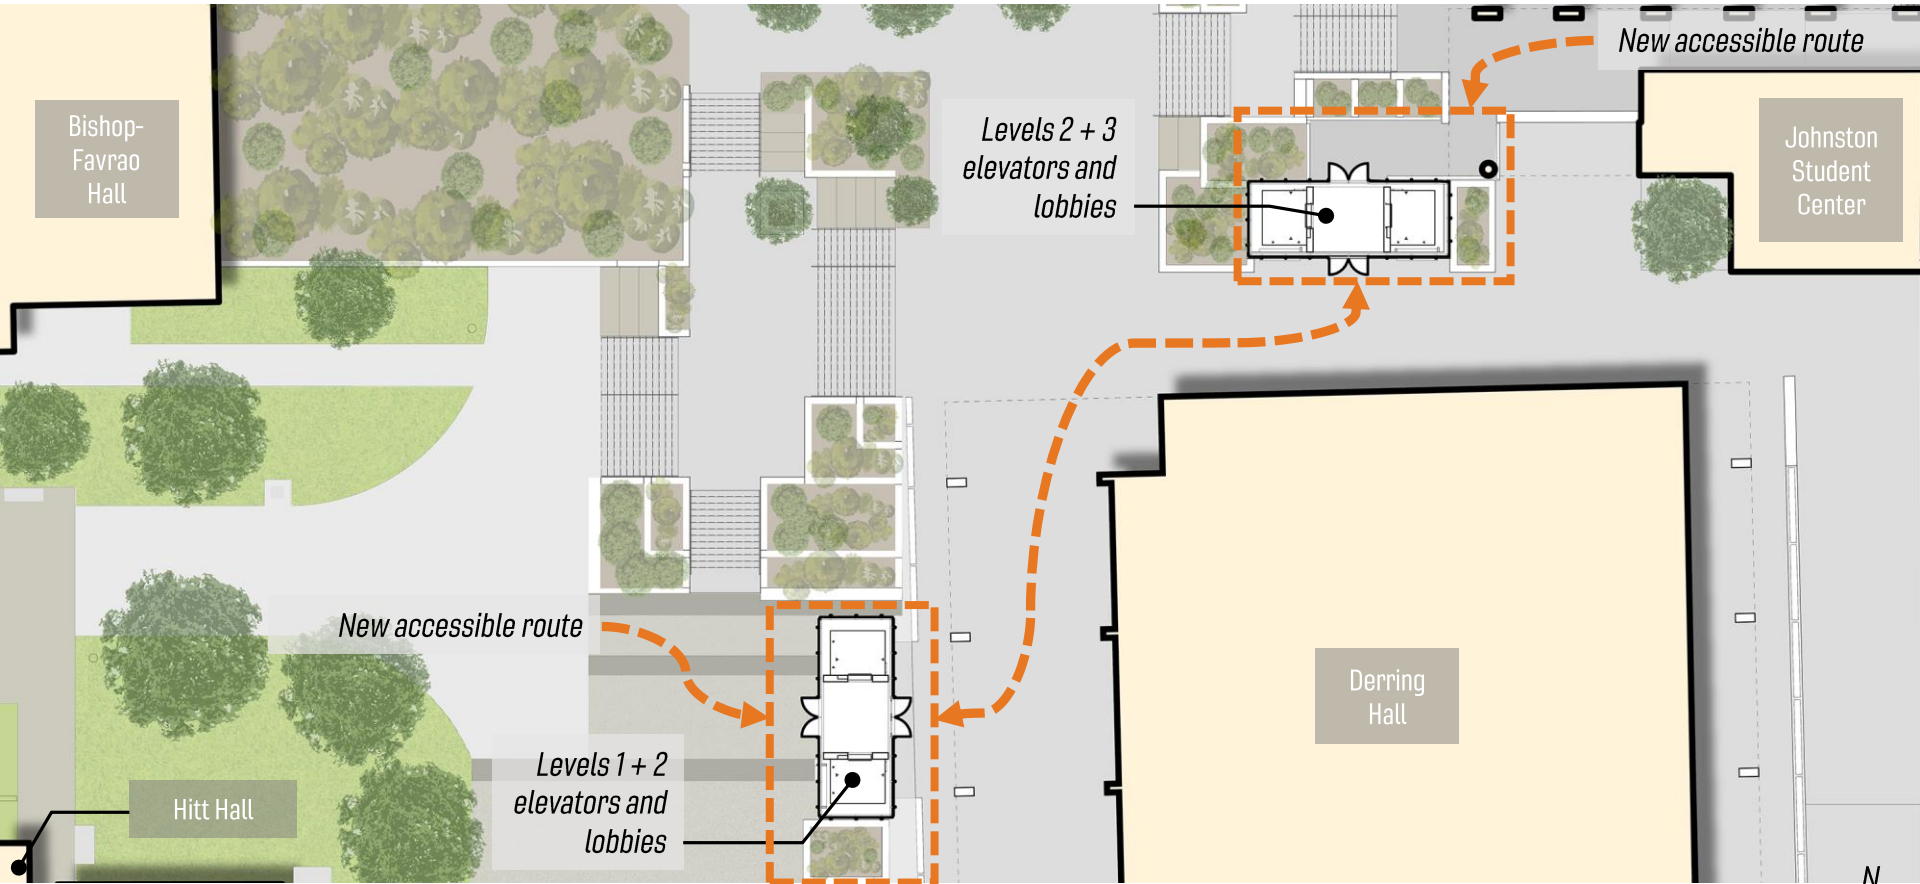 New accessible route
Bishop-
Favrao
Hall
Levels 2 + 3
elevators and
lobbies
Johnston
Student
Center
New accessible route
Derring
Hall
Levels 1 + 2
elevators and
lobbies
Hitt Hall
N